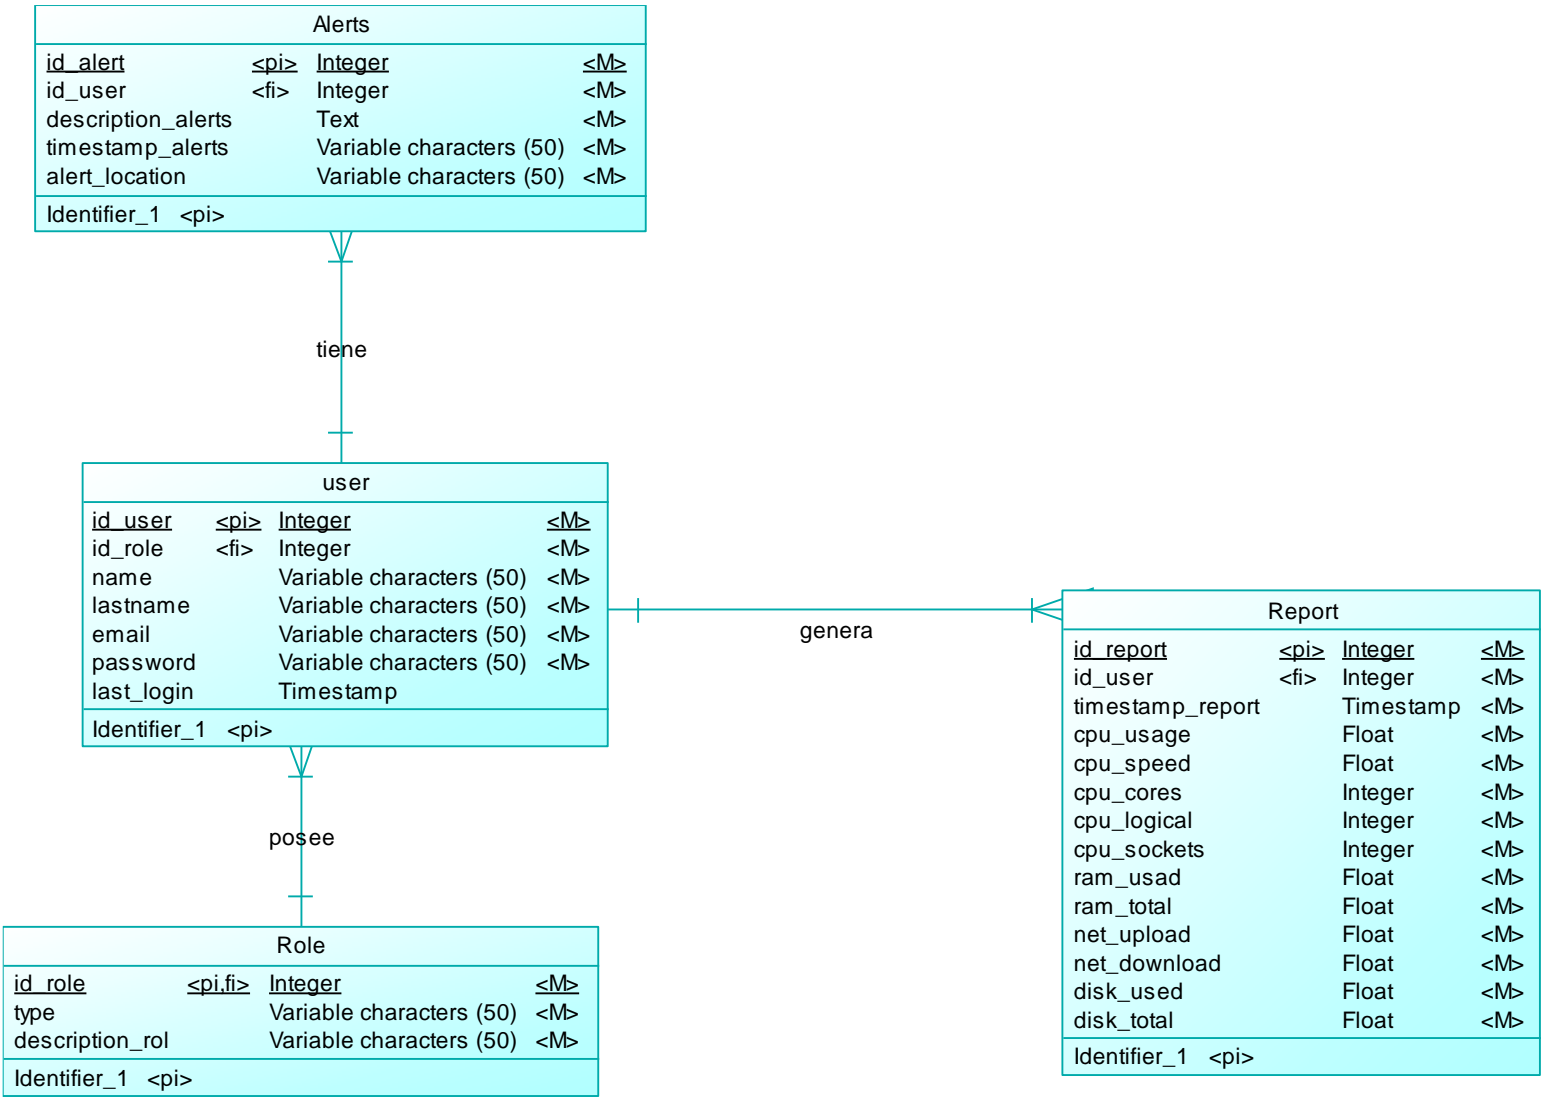 Alerts
id_alert <pi> Integer <M>
id_user <fi> Integer <M>
description_alerts Text <M>
timestamp_alerts Variable characters (50) <M>
alert_location Variable characters (50) <M>
Identifier_1 <pi>
tiene
user
id_user <pi> Integer <M>
id_role <fi> Integer <M>
name Variable characters (50) <M>
lastname Variable characters (50) <M>
email Variable characters (50) <M>
password Variable characters (50) <M>
last_login Timestamp
Identifier_1 <pi>
genera
Report
id_report <pi> Integer <M>
id_user <fi> Integer <M>
timestamp_report Timestamp <M>
cpu_usage Float <M>
cpu_speed Float <M>
cpu_cores Integer <M>
cpu_logical Integer <M>
cpu_sockets Integer <M>
ram_usad Float <M>
ram_total Float <M>
net_upload Float <M>
net_download Float <M>
disk_used Float <M>
disk_total Float <M>
Identifier_1 <pi>
posee
Role
id_role <pi,fi> Integer <M>
type Variable characters (50) <M>
description_rol Variable characters (50) <M>
Identifier_1 <pi>